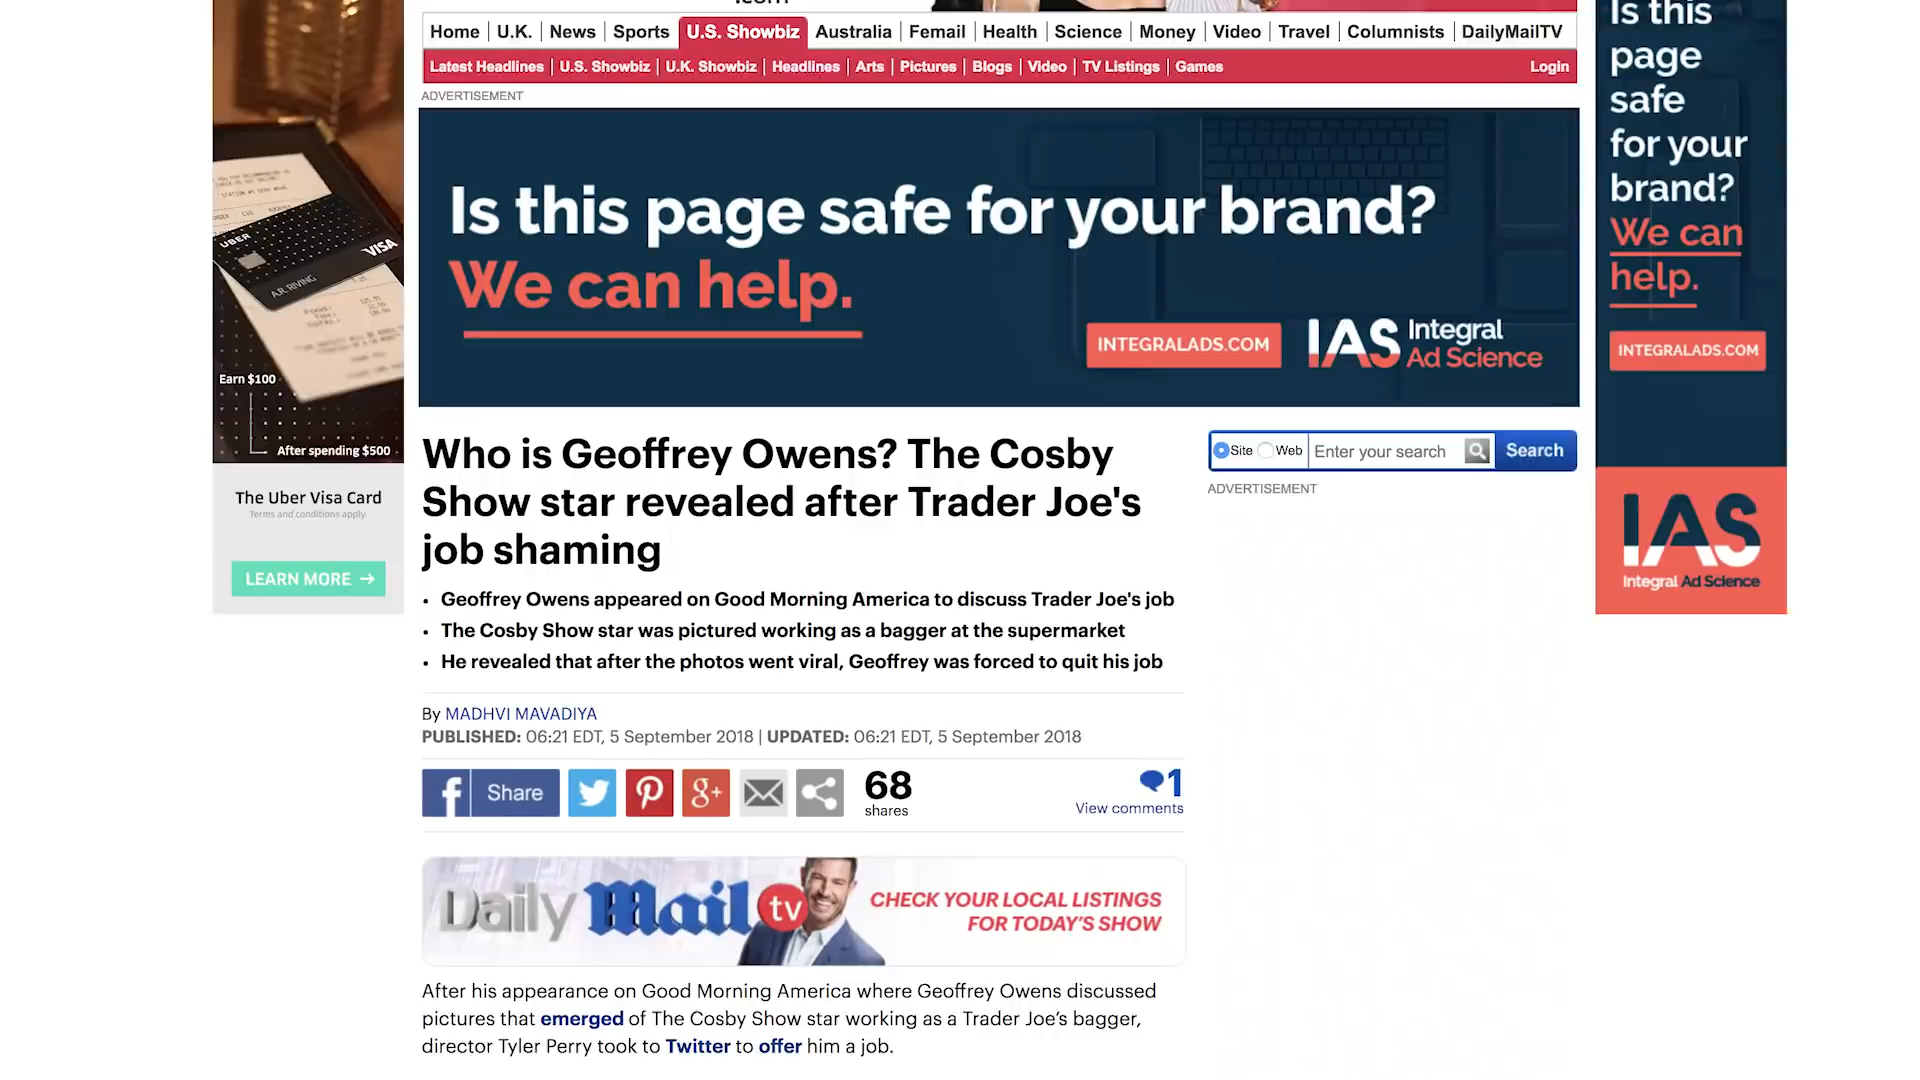 Home U.K. News Sports U.S. Showbiz Australia Femail Health Science Money Video Travel Columnists DailyMailTV
Latest Headlines U.S. Showbiz U.K. Showbiz Headlines Arts Pictures Blogs Video TV Listings Games Login
ADVERTISEMENT
Is this page safe for your brand?
We can help.
INTEGRALADS.COM
IAS Integral
Ad Science
UBER
VISA
A.R. RIVING
Earn $100
After spending $500
The Uber Visa Card
Terms and conditions apply.
LEARN MORE →
Is this
page
safe
for your
brand?
We can
help.
INTEGRALADS.COM
IAS
Integral Ad Science
Who is Geoffrey Owens? The Cosby
Show star revealed after Trader Joe's
job shaming
Site Web Enter your search Search
ADVERTISEMENT
• Geoffrey Owens appeared on Good Morning America to discuss Trader Joe's job
• The Cosby Show star was pictured working as a bagger at the supermarket
• He revealed that after the photos went viral, Geoffrey was forced to quit his job
By MADHVI MAVADIYA
PUBLISHED: 06:21 EDT, 5 September 2018 | UPDATED: 06:21 EDT, 5 September 2018
f Share g+ 68
shares
1
View comments
Daily Mail tv
CHECK YOUR LOCAL LISTINGS
FOR TODAY'S SHOW
After his appearance on Good Morning America where Geoffrey Owens discussed
pictures that emerged of The Cosby Show star working as a Trader Joe's bagger,
director Tyler Perry took to Twitter to offer him a job.